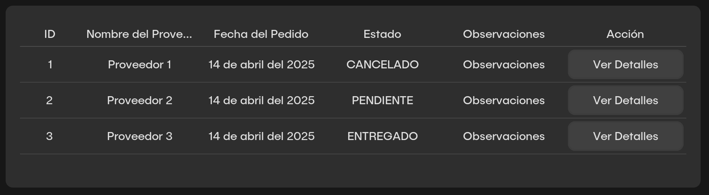 ID Nombre del Prove... Fecha del Pedido Estado Observaciones Acción
1 Proveedor 1 14 de abril del 2025 CANCELADO Observaciones Ver Detalles
2 Proveedor 2 14 de abril del 2025 PENDIENTE Observaciones Ver Detalles
3 Proveedor 3 14 de abril del 2025 ENTREGADO Observaciones Ver Detalles